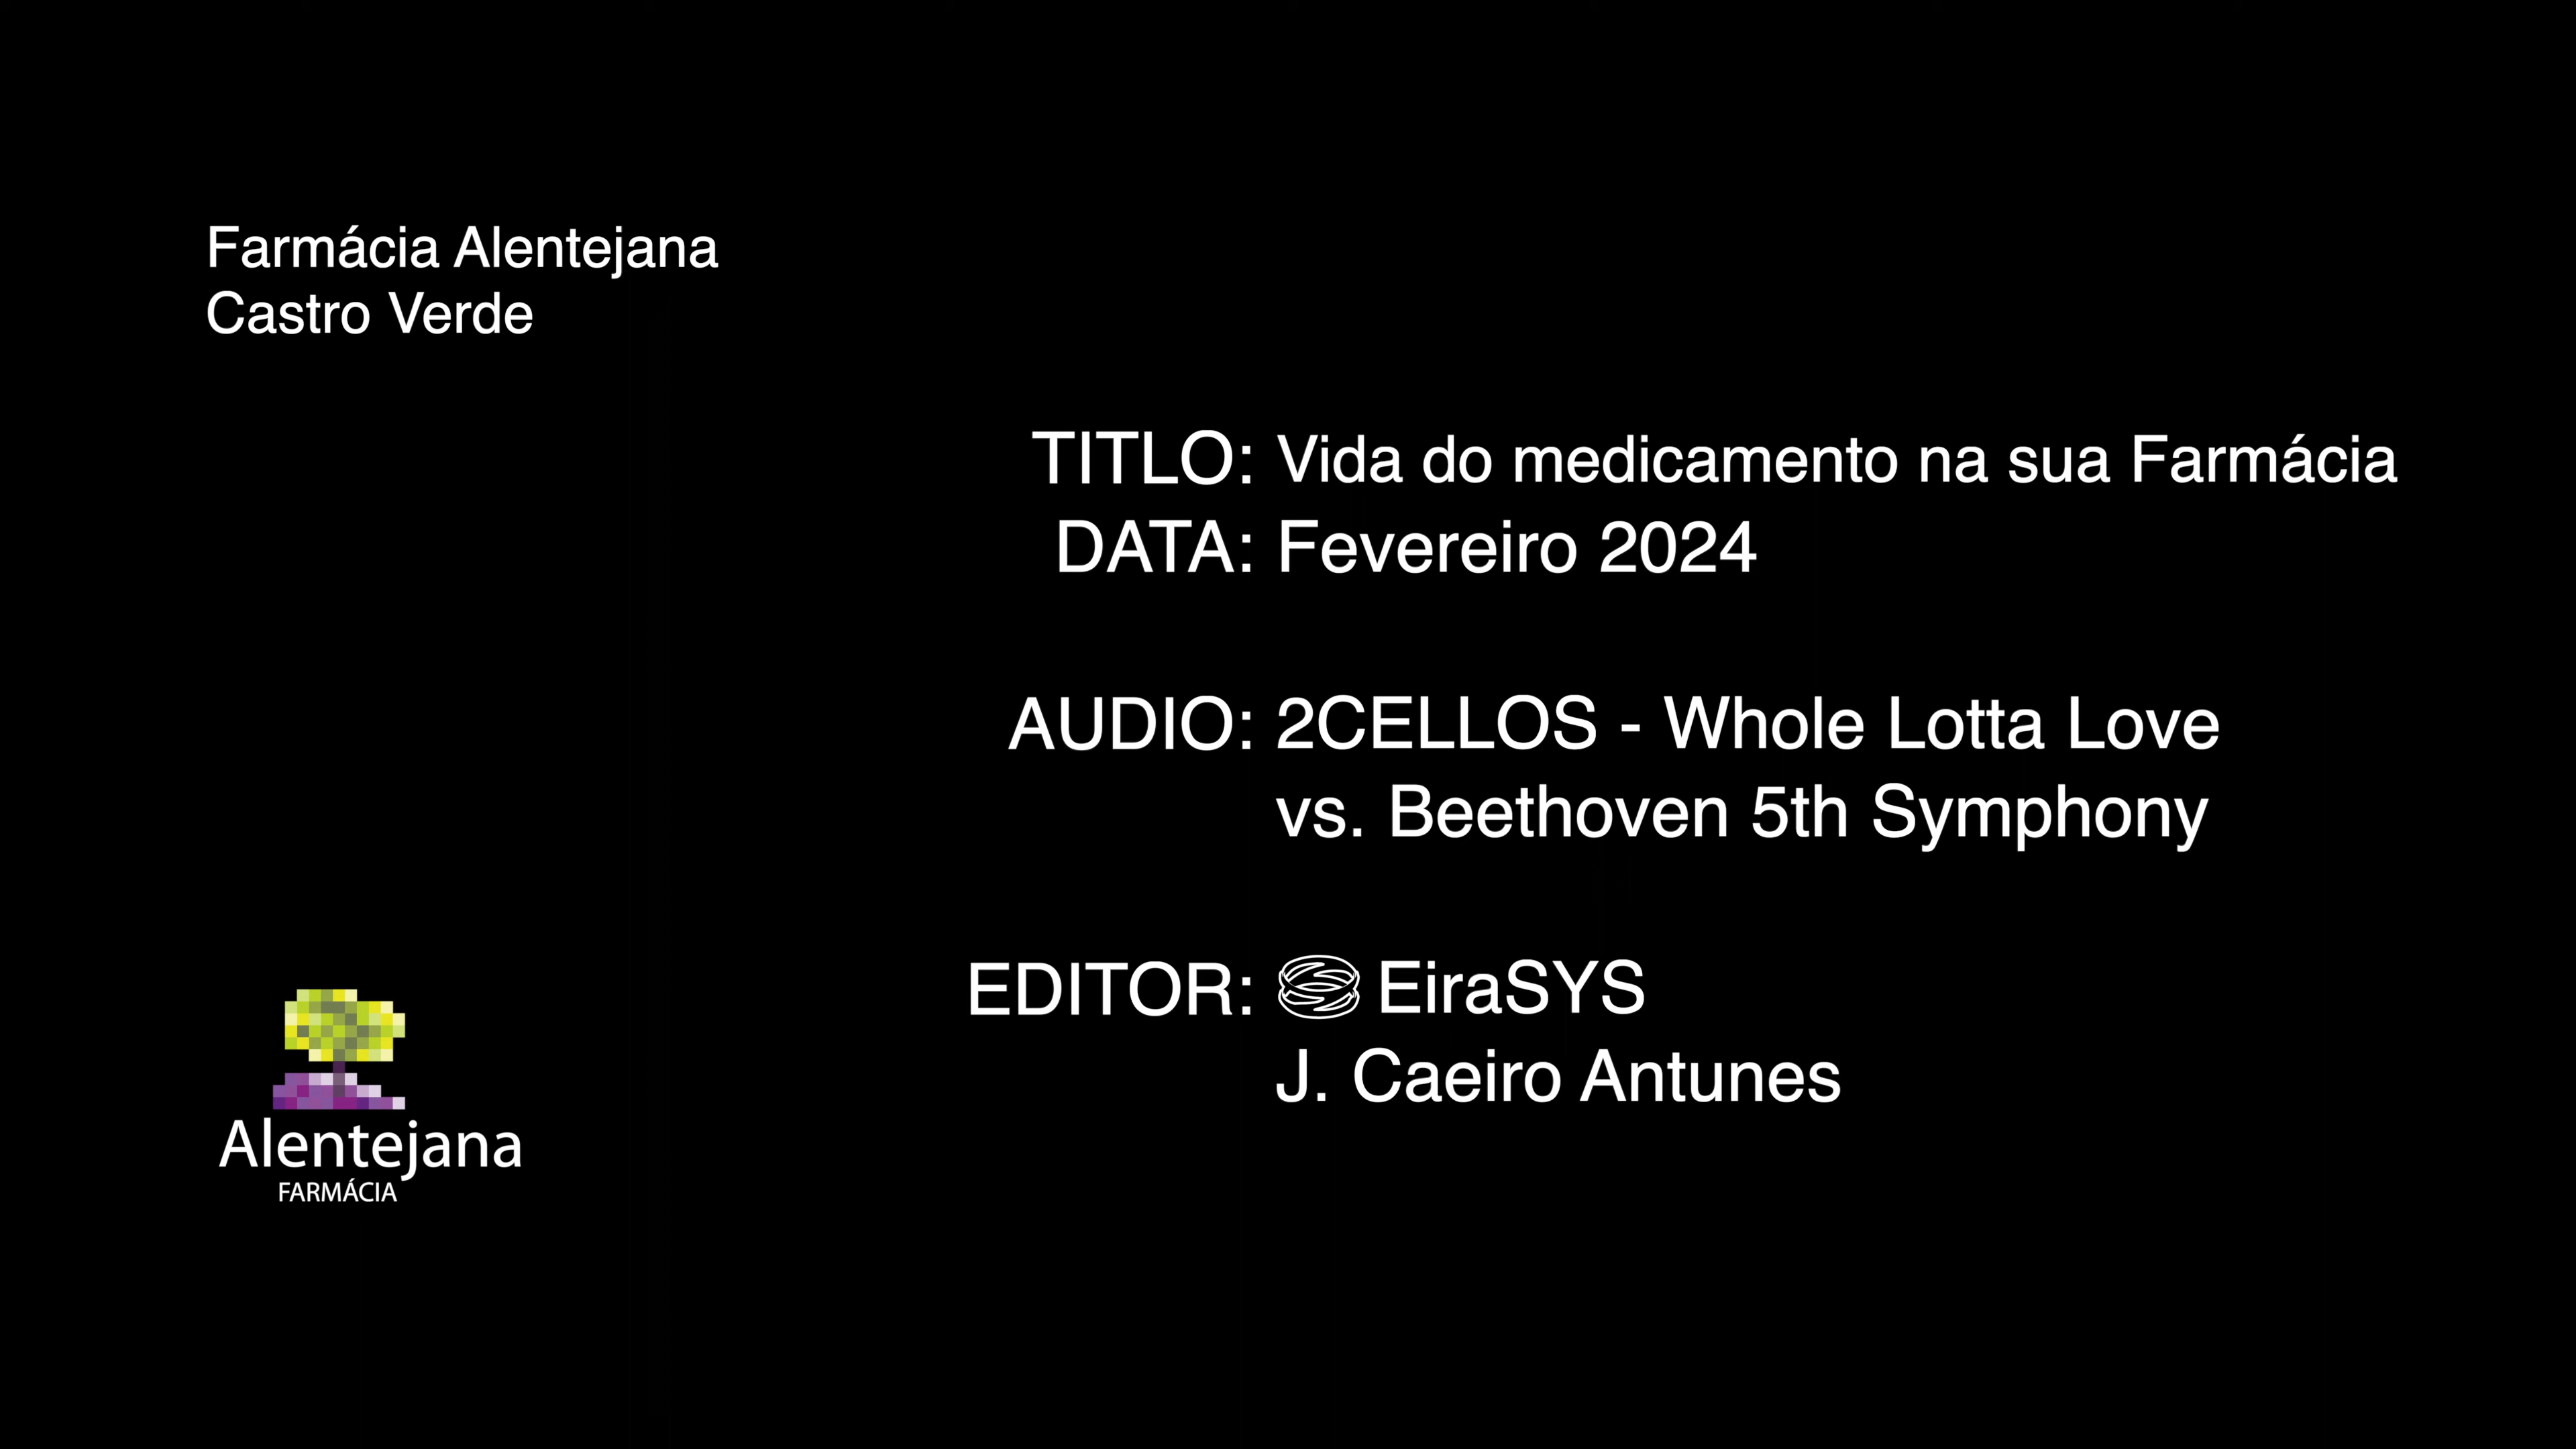 Farmácia Alentejana
Castro Verde
TITLO: Vida do medicamento na sua Farmácia
DATA: Fevereiro 2024
AUDIO: 2CELLOS - Whole Lotta Love
vs. Beethoven 5th Symphony
EDITOR: EiraSYS
J. Caeiro Antunes
Alentejana
FARMÁCIA